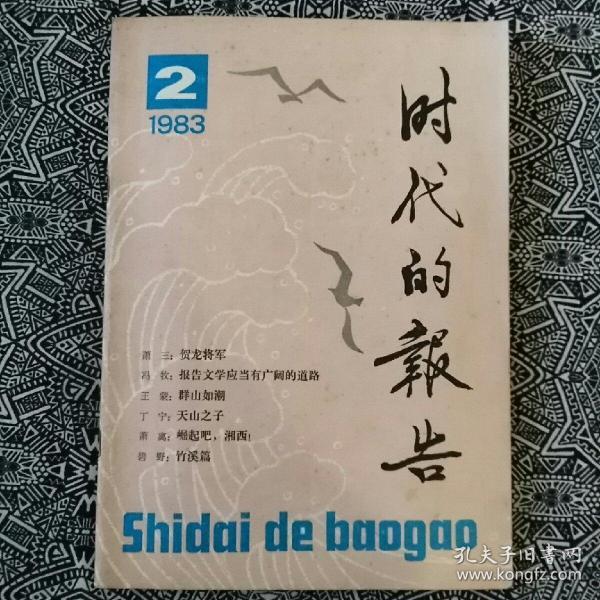 2
1983
时代的報告
萧三：贺龙将军
冯牧：报告文学应当有广阔的道路
王蒙：群山如潮
丁宁：天山之子
萧离：崛起吧，湘西！
碧野：竹溪篇
Shidai de baogao
孔夫子旧書网
www.kongfz.com